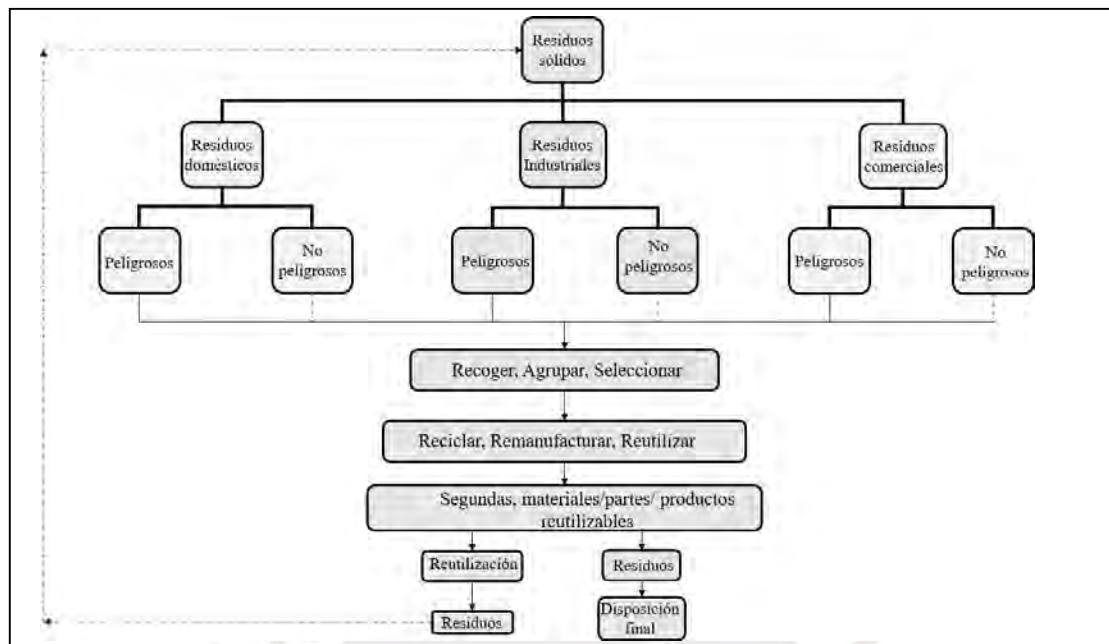 Residuos
sólidos
Residuos
domésticos
Residuos
Industriales
Residuos
comerciales
Peligrosos
No
peligrosos
Peligrosos
No
peligrosos
Peligrosos
No
peligrosos
Recoger, Agrupar, Seleccionar
Reciclar, Remanufacturar, Reutilizar
Segundas, materiales/partes/ productos
reutilizables
Reutilización
Residuos
Residuos
Disposición
final